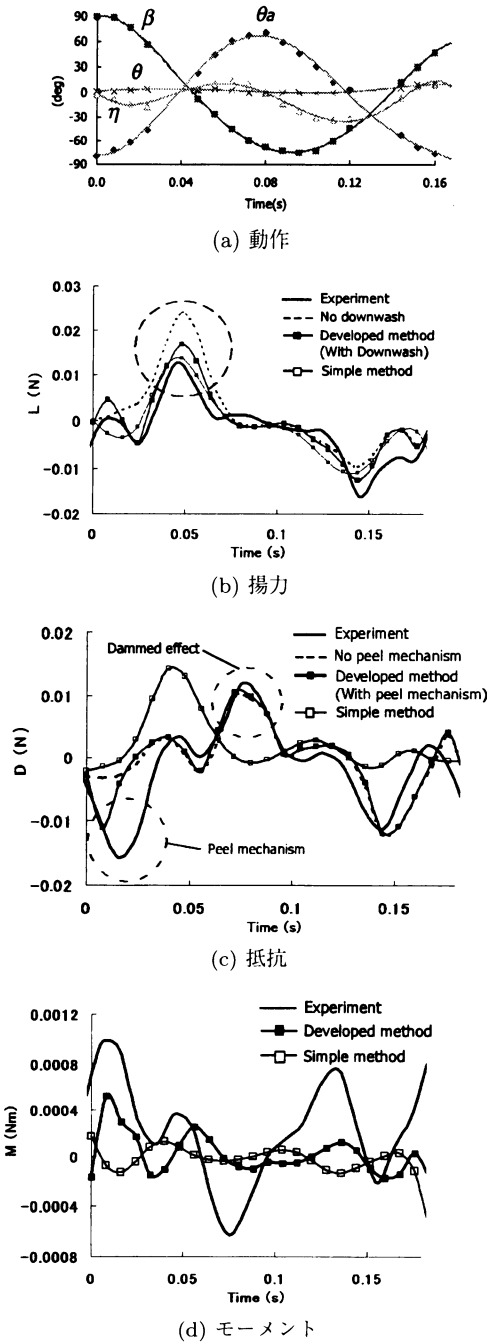 90
60
30
0
-30
-60
-90
(deg)
β
θa
θ
η
0.0
0.04
0.08
0.12
0.16
Time(s)
(a) 動作
0.03
0.02
0.01
0
-0.01
-0.02
L (N)
Experiment
No downwash
Developed method
(With Downwash)
Simple method
0
0.05
0.1
0.15
Time (s)
(b) 揚力
0.02
0.01
0
-0.01
-0.02
D (N)
Dammed effect
Experiment
No peel mechanism
Developed method
(With peel mechanism)
Simple method
Peel mechanism
0
0.05
0.1
0.15
Time (s)
(c) 抵抗
0.0012
0.0008
0.0004
0
-0.0004
-0.0008
M (Nm)
Experiment
Developed method
Simple method
0
0.05
0.1
0.15
Time (s)
(d) モーメント